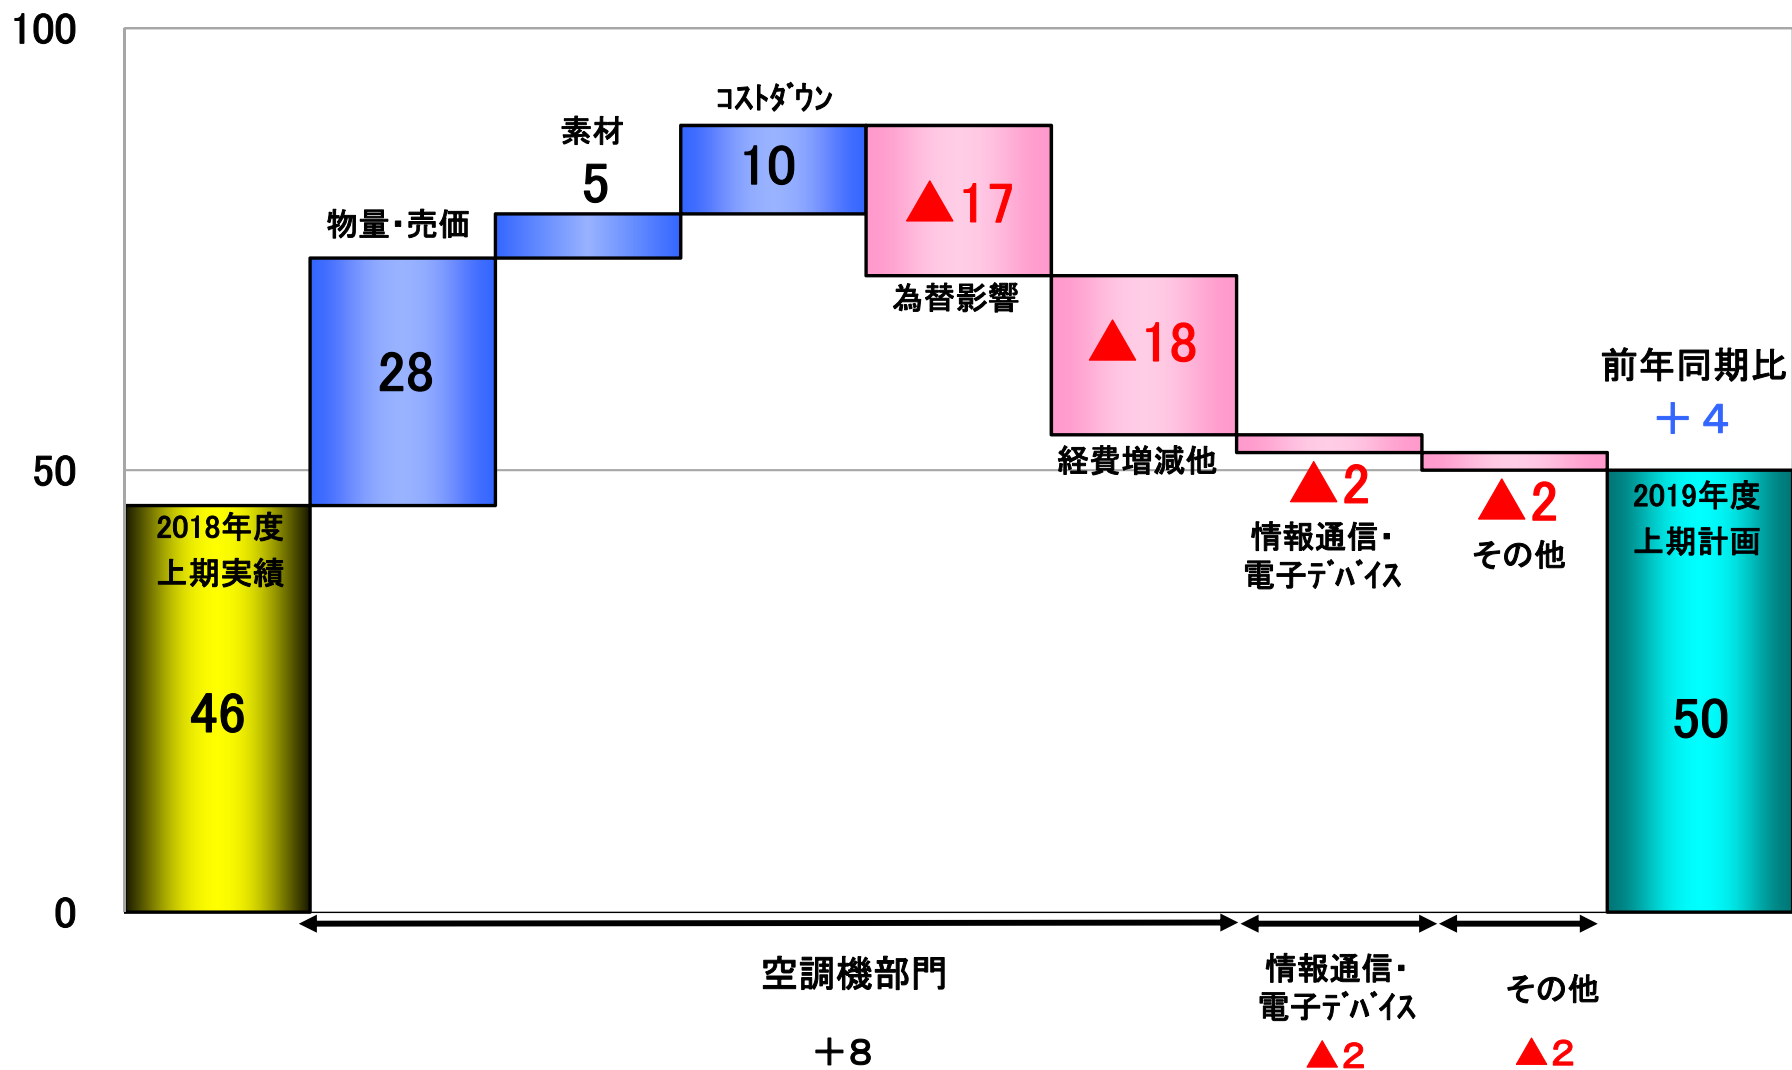 100
50
0
2018年度
上期実績
46
物量・売価
28
素材
5
コストダウン
10
▲17
為替影響
▲18
経費増減他
▲2
情報通信・
電子デバイス
▲2
その他
前年同期比
＋４
2019年度
上期計画
50
空調機部門
＋８
情報通信・
電子デバイス
▲２
その他
▲２